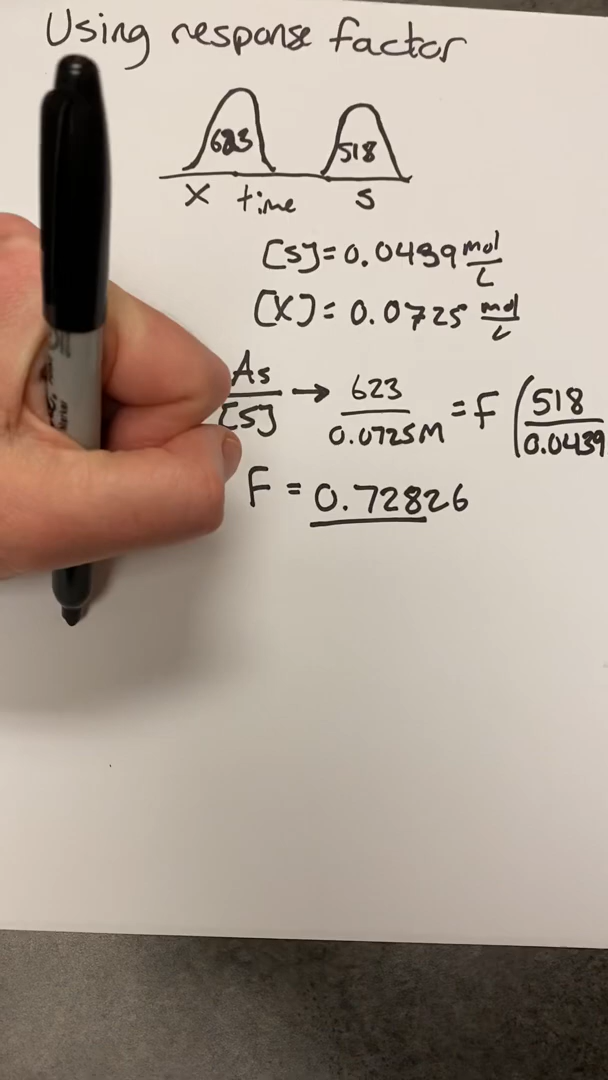 Using response factor
623 518
X time S
[S]=0.0439 mol/L
[X]=0.0725 mol/L
As/[S] → 623/0.0725M = F (518/0.0439
F = 0.72826